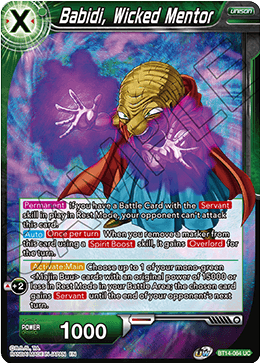 X
Babidi, Wicked Mentor
UNISON
Permanent If you have a Battle Card with the Servant
skill in play in Rest Mode, your opponent can't attack
this card.
Auto Once per turn When you remove a marker from
this card using a Spirit Boost skill, it gains Overlord for
the turn.
Activate:Main Choose up to 1 of your mono-green
+2
<Majin Buu> cards with an original power of 15000 or
less in Rest Mode in your Battle Area; the chosen card
gains Servant until the end of your opponent's next
turn.
POWER
1000
BT14-064 UC